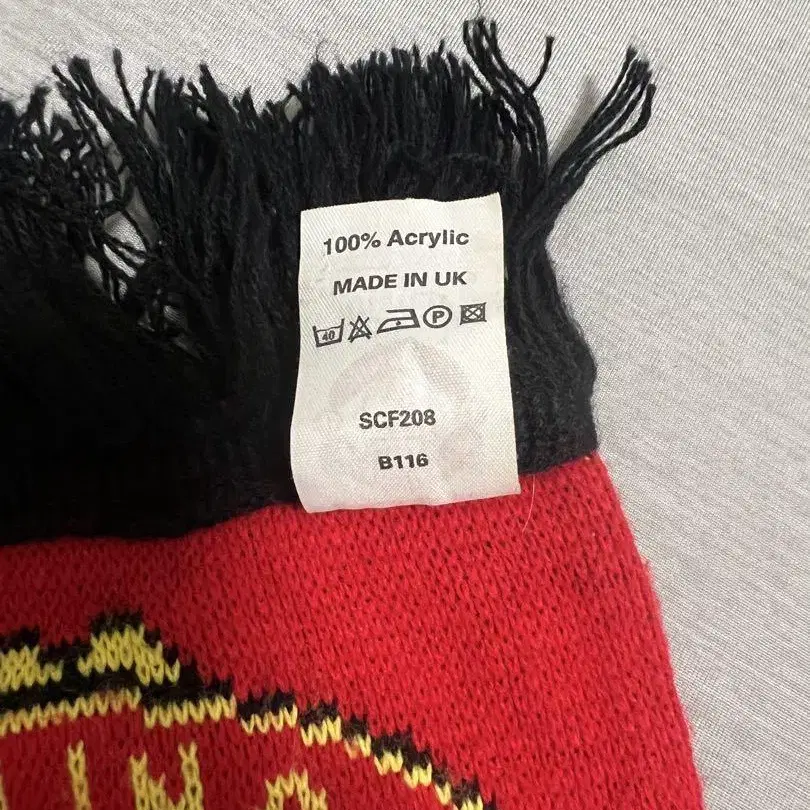 100% Acrylic
MADE IN UK
40 P
SCF208
B116